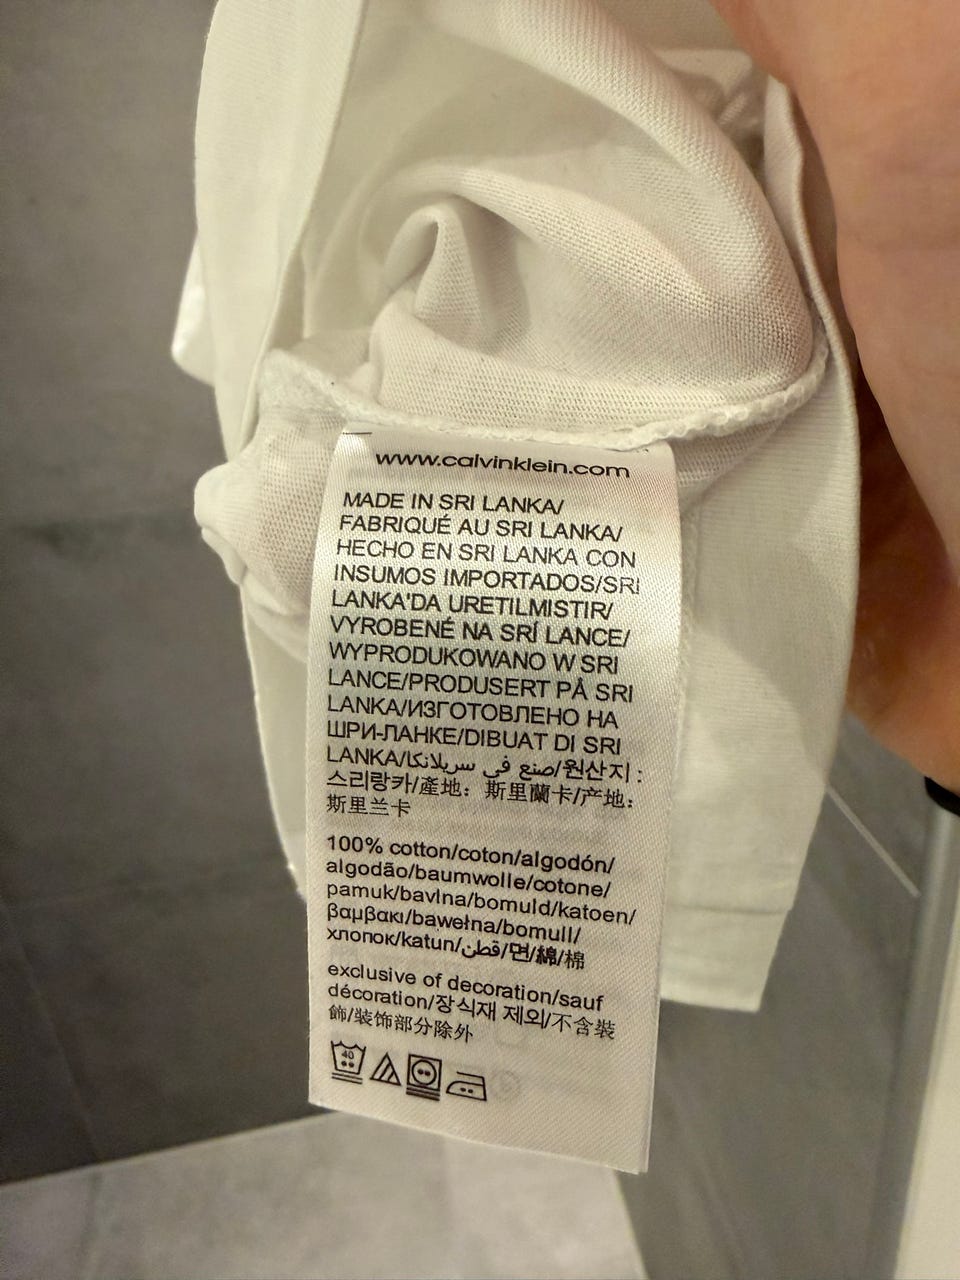 www.calvinklein.com
MADE IN SRI LANKA/
FABRIQUÉ AU SRI LANKA/
HECHO EN SRI LANKA CON
INSUMOS IMPORTADOS/SRI
LANKA'DA URETILMISTIR/
VYROBENÉ NA SRÍ LANCE/
WYPRODUKOWANO W SRI
LANCE/PRODUSERT PÅ SRI
LANKA/ИЗГОТОВЛЕНО НА
ШРИ-ЛАНКЕ/DIBUAT DI SRI
LANKA/صنع في سريلانكا/원산지 :
스리랑카/產地：斯里蘭卡/产地：
斯里兰卡
100% cotton/coton/algodón/
algodão/baumwolle/cotone/
pamuk/bavlna/bomuld/katoen/
βαμβακι/bawełna/bomull/
хлопок/katun/قطن/면/綿/棉
exclusive of decoration/sauf
décoration/장식재 제외/不含裝
飾/装饰部分除外
40